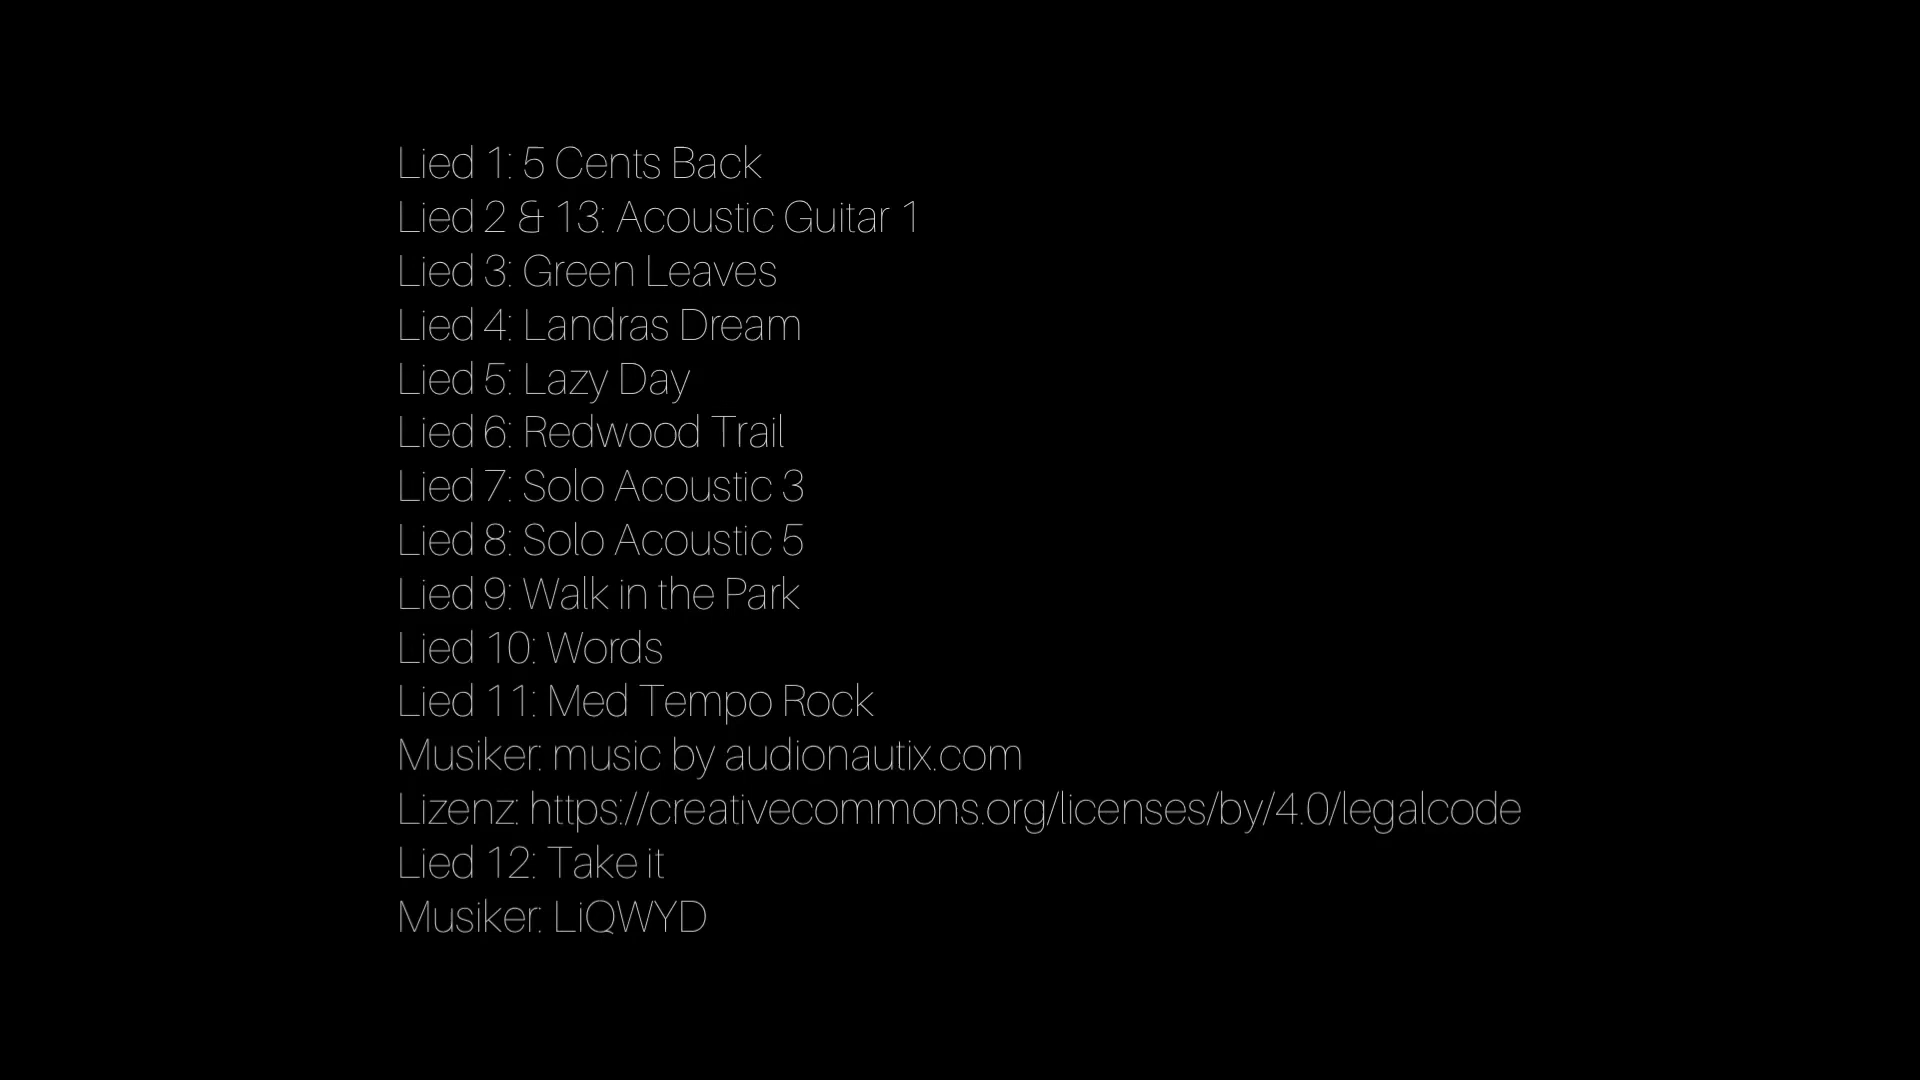 Lied 1: 5 Cents Back
Lied 2 & 13: Acoustic Guitar 1
Lied 3: Green Leaves
Lied 4: Landras Dream
Lied 5: Lazy Day
Lied 6: Redwood Trail
Lied 7: Solo Acoustic 3
Lied 8: Solo Acoustic 5
Lied 9: Walk in the Park
Lied 10: Words
Lied 11: Med Tempo Rock
Musiker: music by audionautix.com
Lizenz: https://creativecommons.org/licenses/by/4.0/legalcode
Lied 12: Take it
Musiker: LiQWYD